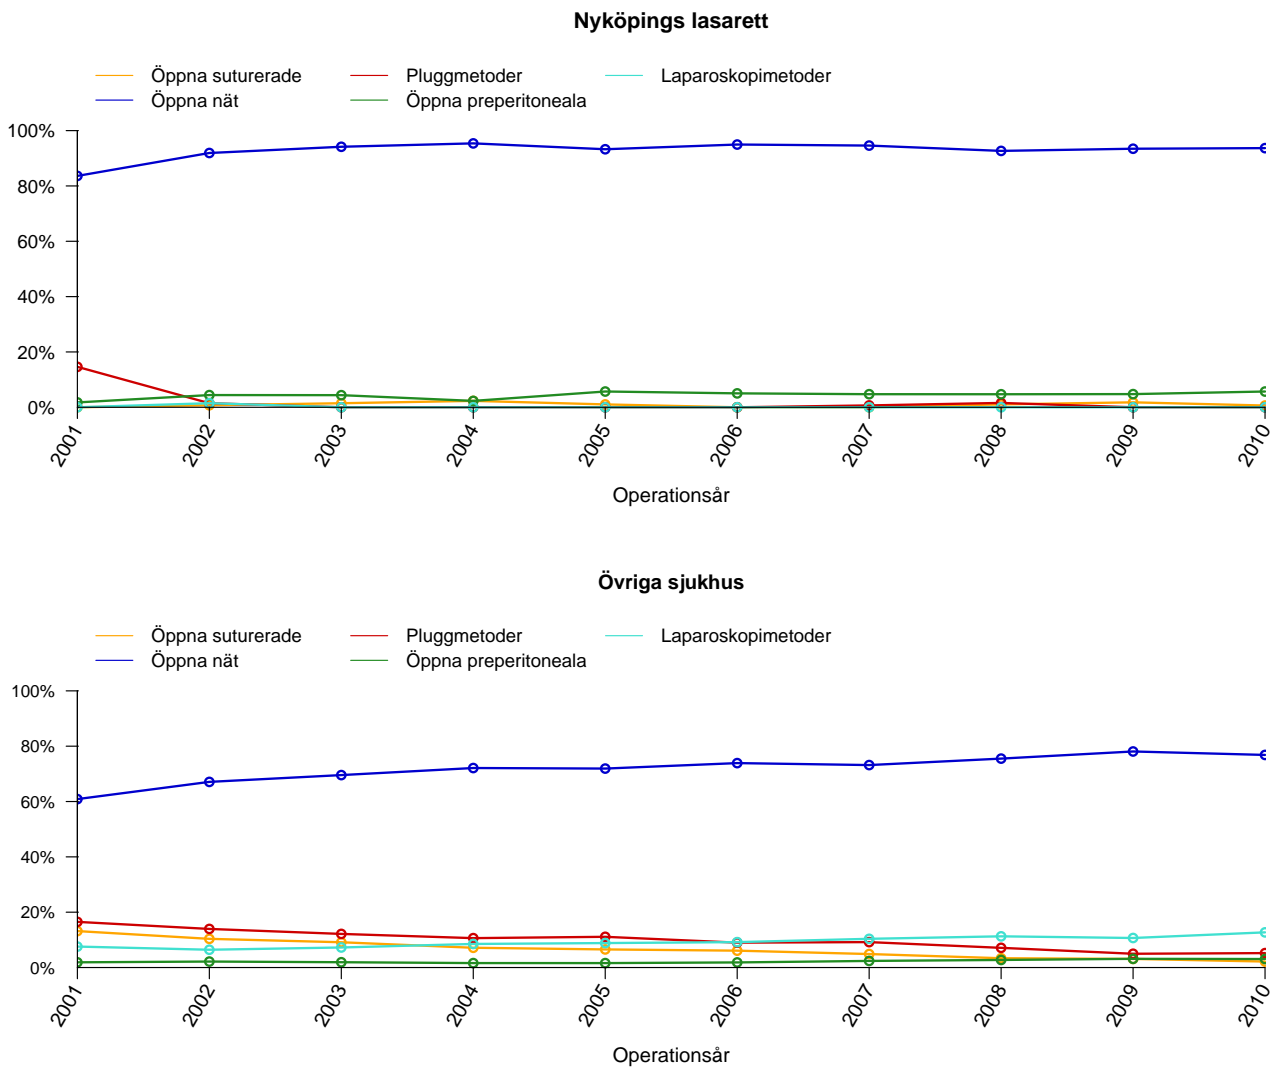 Nyköpings lasarett
Öppna suturerade Pluggmetoder Laparoskopimetoder
Öppna nät Öppna preperitoneala
100%
80%
60%
40%
20%
0%
2001 2002 2003 2004 2005 2006 2007 2008 2009 2010
Operationsår
Övriga sjukhus
Öppna suturerade Pluggmetoder Laparoskopimetoder
Öppna nät Öppna preperitoneala
100%
80%
60%
40%
20%
0%
2001 2002 2003 2004 2005 2006 2007 2008 2009 2010
Operationsår